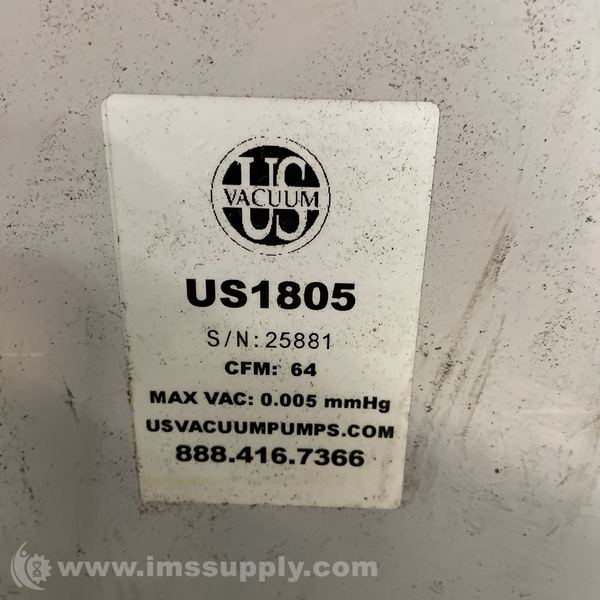 US
VACUUM
US1805
S/N:25881
CFM: 64
MAX VAC: 0.005 mmHg
USVACUUMPUMPS.COM
888.416.7366
www.imssupply.com